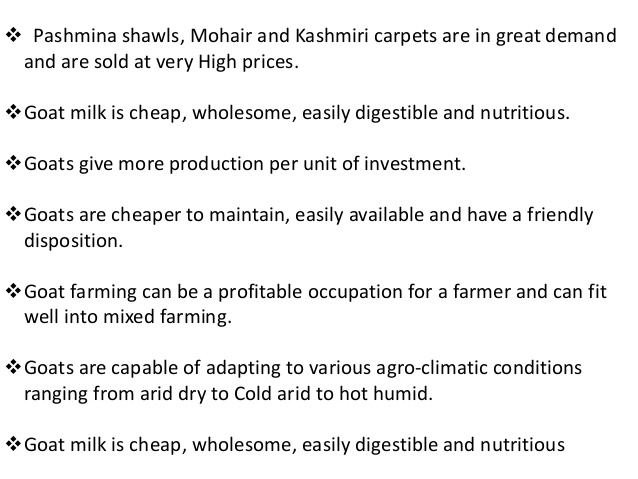 ❖ Pashmina shawls, Mohair and Kashmiri carpets are in great demand
and are sold at very High prices.
❖Goat milk is cheap, wholesome, easily digestible and nutritious.
❖Goats give more production per unit of investment.
❖Goats are cheaper to maintain, easily available and have a friendly
disposition.
❖Goat farming can be a profitable occupation for a farmer and can fit
well into mixed farming.
❖Goats are capable of adapting to various agro-climatic conditions
ranging from arid dry to Cold arid to hot humid.
❖Goat milk is cheap, wholesome, easily digestible and nutritious